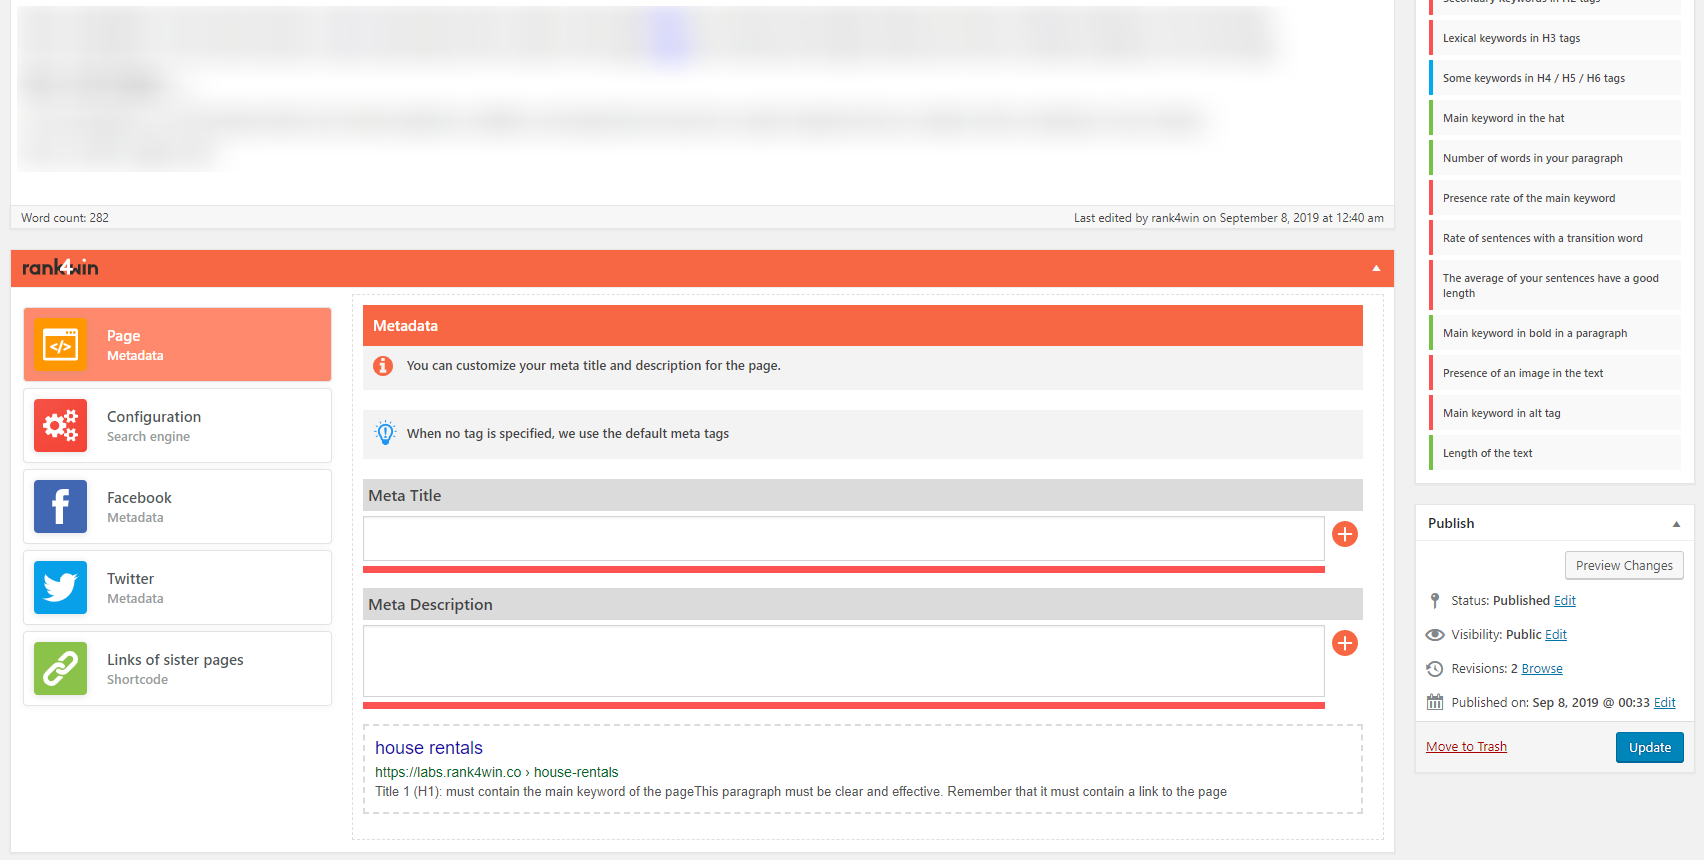 Word count: 282
Last edited by rank4win on September 8, 2019 at 12:40 am
rank4win
Page
Metadata
Configuration
Search engine
Facebook
Metadata
Twitter
Metadata
Links of sister pages
Shortcode
Metadata
You can customize your meta title and description for the page.
When no tag is specified, we use the default meta tags
Meta Title
Meta Description
house rentals
https://labs.rank4win.co › house-rentals
Title 1 (H1): must contain the main keyword of the pageThis paragraph must be clear and effective. Remember that it must contain a link to the page
Secondary keywords in H2 tags
Lexical keywords in H3 tags
Some keywords in H4 / H5 / H6 tags
Main keyword in the hat
Number of words in your paragraph
Presence rate of the main keyword
Rate of sentences with a transition word
The average of your sentences have a good
length
Main keyword in bold in a paragraph
Presence of an image in the text
Main keyword in alt tag
Length of the text
Publish
Preview Changes
Status: Published Edit
Visibility: Public Edit
Revisions: 2 Browse
Published on: Sep 8, 2019 @ 00:33 Edit
Move to Trash
Update